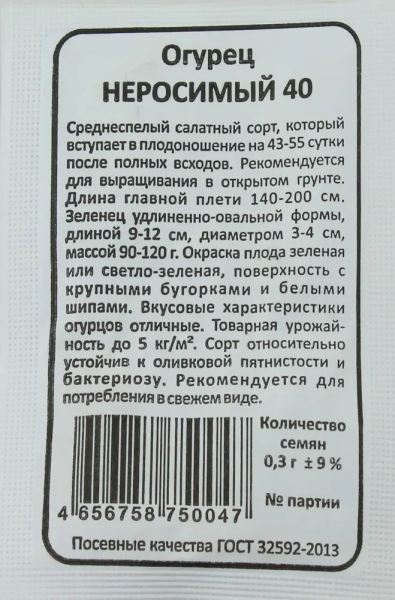 Огурец
НЕРОСИМЫЙ 40
Среднеспелый салатный сорт, который
вступает в плодоношение на 43-55 сутки
после полных всходов. Рекомендуется
для выращивания в открытом грунте.
Длина главной плети 140-200 см.
Зеленец удлиненно-овальной формы,
длиной 9-12 см, диаметром 3-4 см,
массой 90-120 г. Окраска плода зеленая
или светло-зеленая, поверхность с
крупными бугорками и белыми
шипами. Вкусовые характеристики
огурцов отличные. Товарная урожай-
ность до 5 кг/м². Сорт относительно
устойчив к оливковой пятнистости и
бактериозу. Рекомендуется для
потребления в свежем виде.
Количество
семян
0,3 г ± 9 %
№ партии
4 656758 750047
Посевные качества ГОСТ 32592-2013